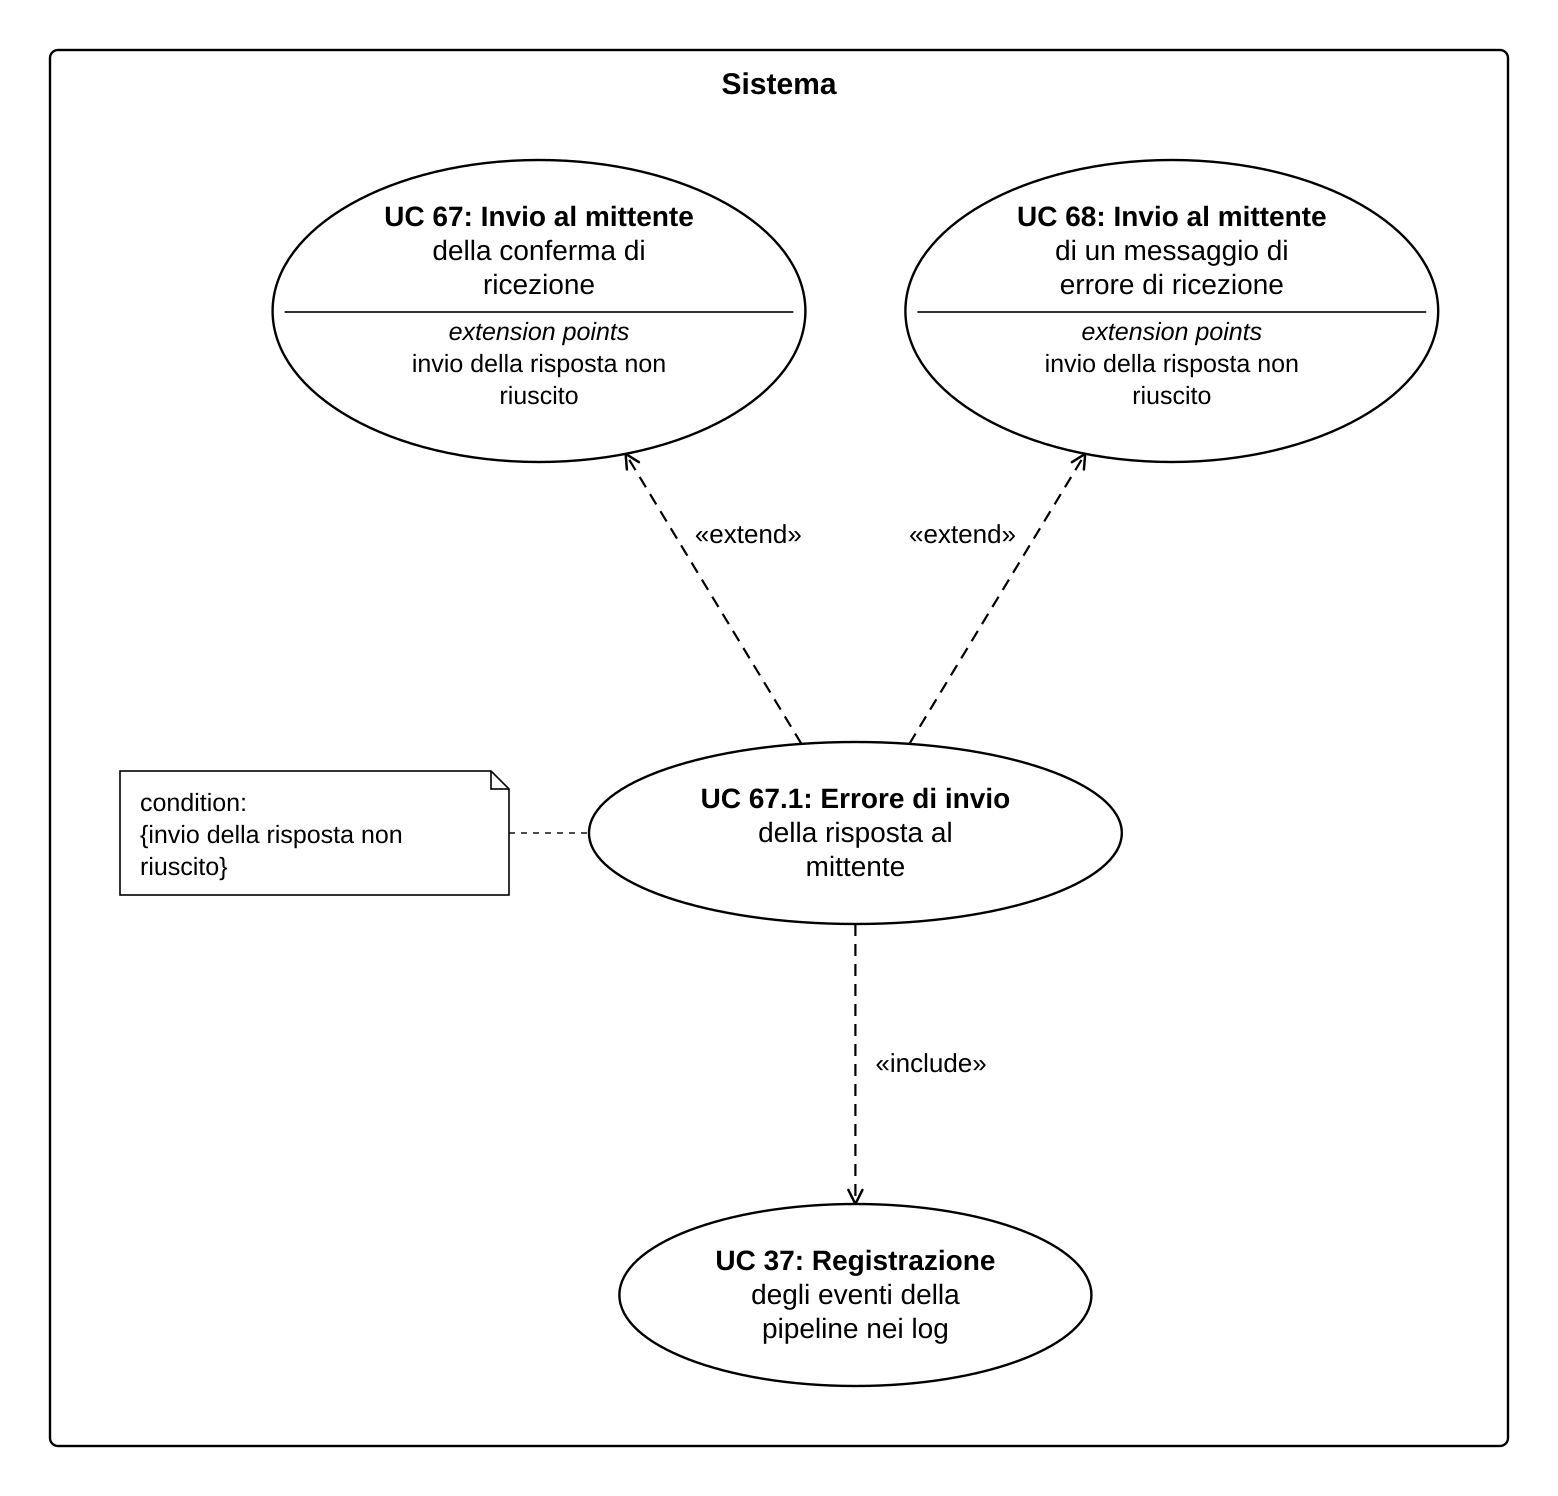 Sistema
UC 67: Invio al mittente
della conferma di
ricezione
extension points
invio della risposta non
riuscito
UC 68: Invio al mittente
di un messaggio di
errore di ricezione
extension points
invio della risposta non
riuscito
«extend»
«extend»
condition:
{invio della risposta non
riuscito}
UC 67.1: Errore di invio
della risposta al
mittente
«include»
UC 37: Registrazione
degli eventi della
pipeline nei log